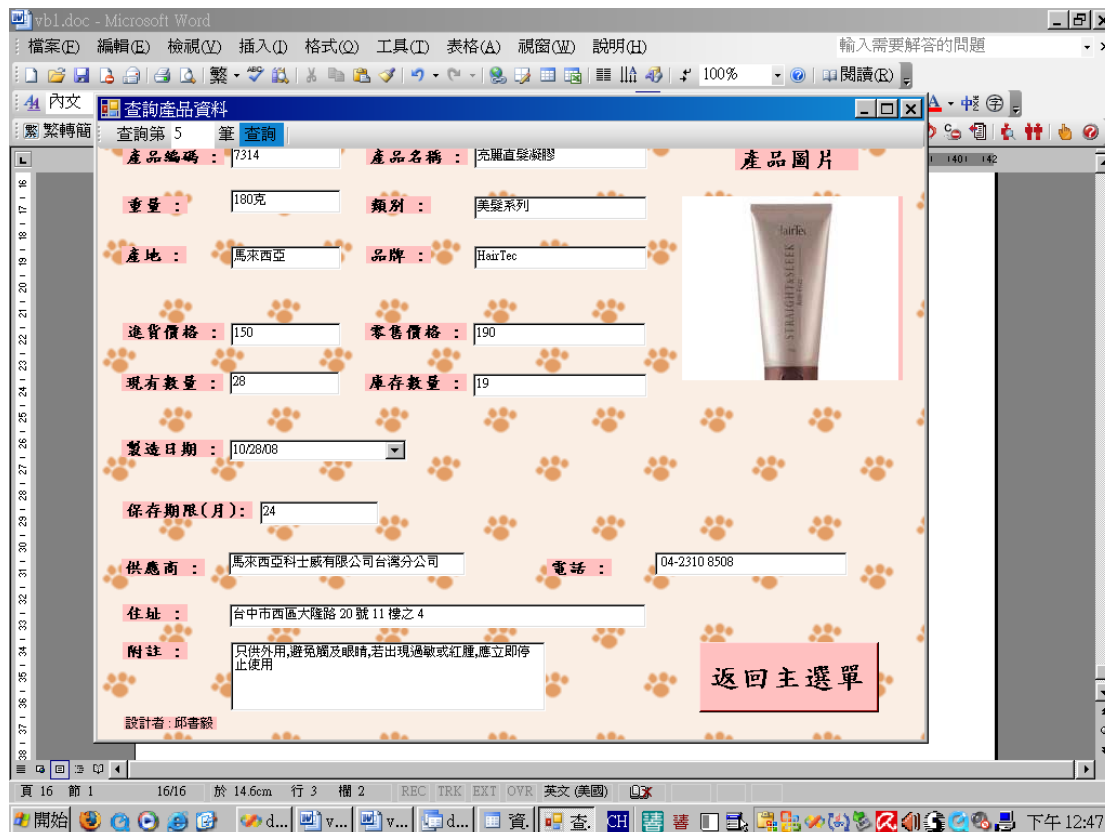 vb1.doc - Microsoft Word
檔案(F) 編輯(E) 檢視(V) 插入(I) 格式(O) 工具(T) 表格(A) 視窗(W) 說明(H) 輸入需要解答的問題
繁 100% 閱讀(R)
內文
繁轉簡
查詢產品資料
查詢第 5 筆 查詢
產品編碼 : 7314 產品名稱 : 亮麗直髮凝膠 產品圖片
重量 : 180克 類別 : 美髮系列
產地 : 馬來西亞 品牌 : HairTec
HairTec
STRAIGHT&SLEEK
進貨價格 : 150 零售價格 : 190
現有數量 : 28 庫存數量 : 19
製造日期 : 10/28/08
保存期限(月): 24
供應商 : 馬來西亞科士威有限公司台灣分公司 電話 : 04-2310 8508
住址 : 台中市西區大隆路 20 號 11 樓之 4
附註 : 只供外用,避免觸及眼睛,若出現過敏或紅腫,應立即停
止使用
返回主選單
設計者 : 邱書毅
頁 16 節 1 16/16 於 14.6cm 行 3 欄 2 REC TRK EXT OVR 英文 (美國)
開始 d... v... v... d... 資. 查. CH 下午 12:47